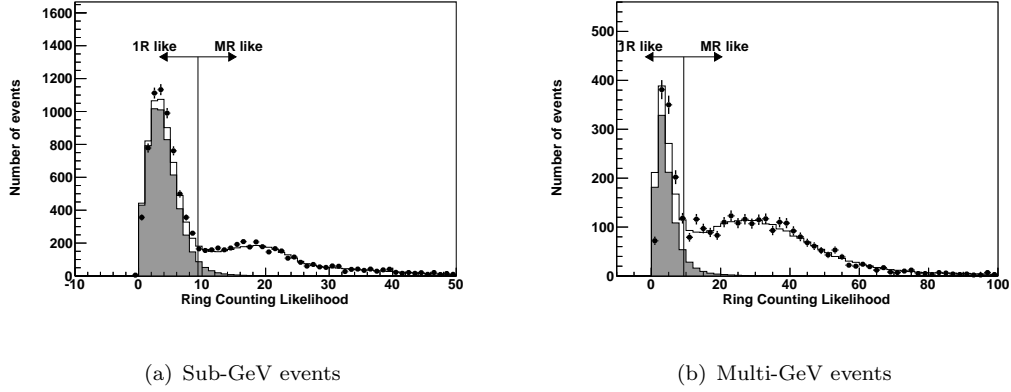 1600
1400
1200
1000
800
600
400
200
0
-10 0 10 20 30 40 50
Number of events
Ring Counting Likelihood
1R like MR like
(a) Sub-GeV events
500
400
300
200
100
0
0 20 40 60 80 100
Number of events
Ring Counting Likelihood
1R like MR like
(b) Multi-GeV events